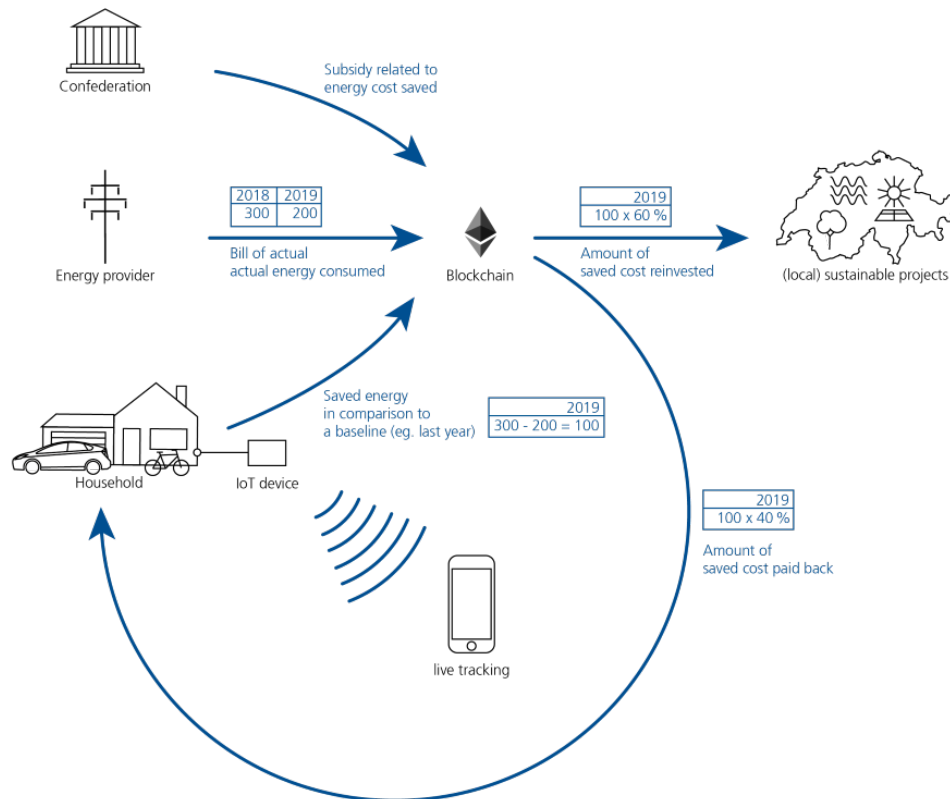 Confederation
Subsidy related to
energy cost saved
2018 2019
300 200
Bill of actual
actual energy consumed
Energy provider
Blockchain
2019
100 x 60 %
Amount of
saved cost reinvested
(local) sustainable projects
Saved energy
in comparison to
a baseline (eg. last year)
2019
300 - 200 = 100
Household
IoT device
2019
100 x 40 %
Amount of
saved cost paid back
live tracking